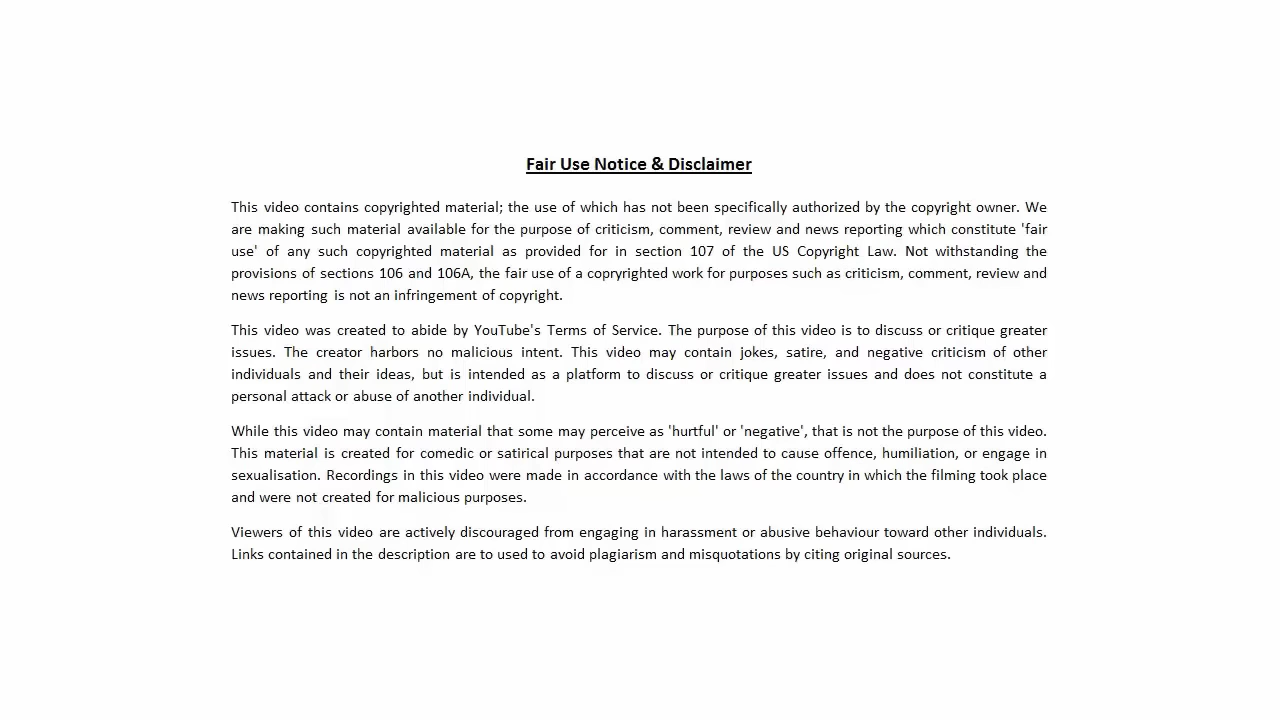 Fair Use Notice & Disclaimer
This video contains copyrighted material; the use of which has not been specifically authorized by the copyright owner. We
are making such material available for the purpose of criticism, comment, review and news reporting which constitute 'fair
use' of any such copyrighted material as provided for in section 107 of the US Copyright Law. Not withstanding the
provisions of sections 106 and 106A, the fair use of a copryrighted work for purposes such as criticism, comment, review and
news reporting is not an infringement of copyright.
This video was created to abide by YouTube's Terms of Service. The purpose of this video is to discuss or critique greater
issues. The creator harbors no malicious intent. This video may contain jokes, satire, and negative criticism of other
individuals and their ideas, but is intended as a platform to discuss or critique greater issues and does not constitute a
personal attack or abuse of another individual.
While this video may contain material that some may perceive as 'hurtful' or 'negative', that is not the purpose of this video.
This material is created for comedic or satirical purposes that are not intended to cause offence, humiliation, or engage in
sexualisation. Recordings in this video were made in accordance with the laws of the country in which the filming took place
and were not created for malicious purposes.
Viewers of this video are actively discouraged from engaging in harassment or abusive behaviour toward other individuals.
Links contained in the description are to used to avoid plagiarism and misquotations by citing original sources.